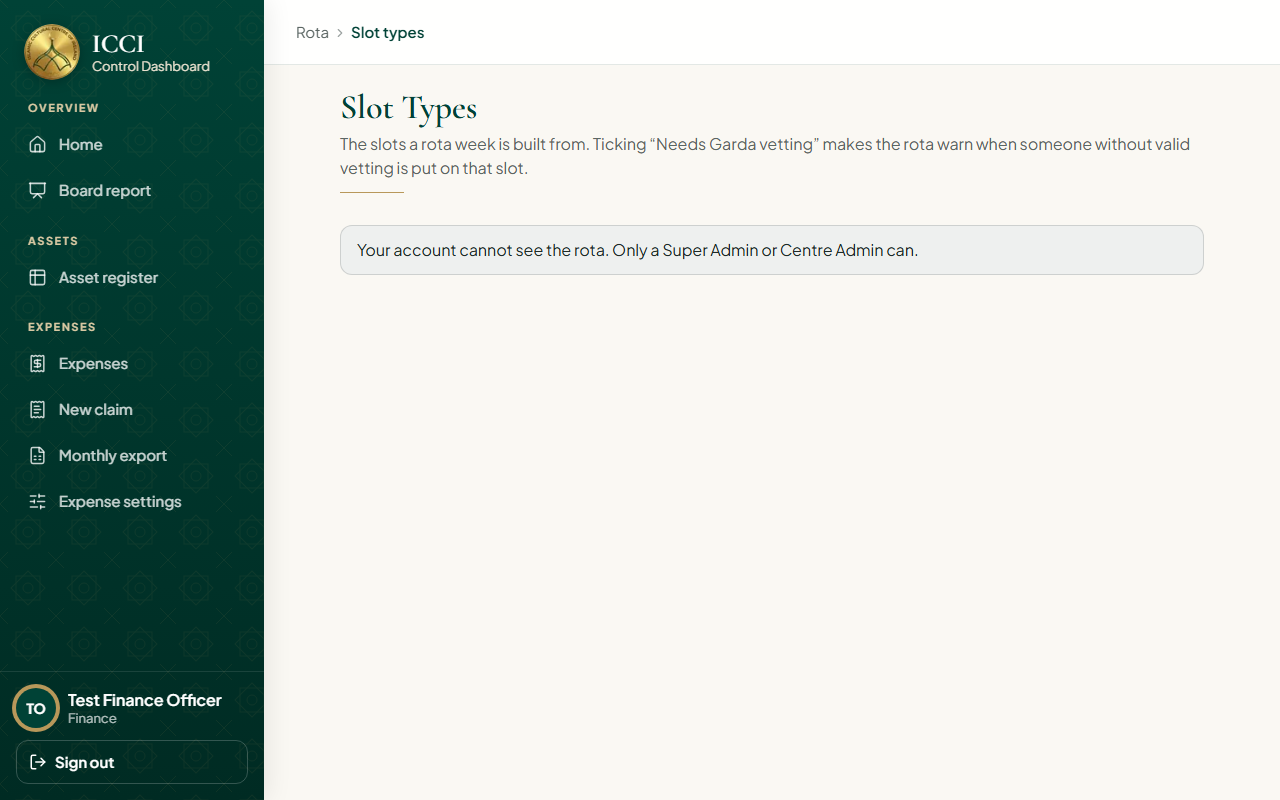 ICCI
Control Dashboard
OVERVIEW
Home
Board report
ASSETS
Asset register
EXPENSES
Expenses
New claim
Monthly export
Expense settings
TO
Test Finance Officer
Finance
Sign out
Rota > Slot types
Slot Types
The slots a rota week is built from. Ticking “Needs Garda vetting” makes the rota warn when someone without valid
vetting is put on that slot.
Your account cannot see the rota. Only a Super Admin or Centre Admin can.